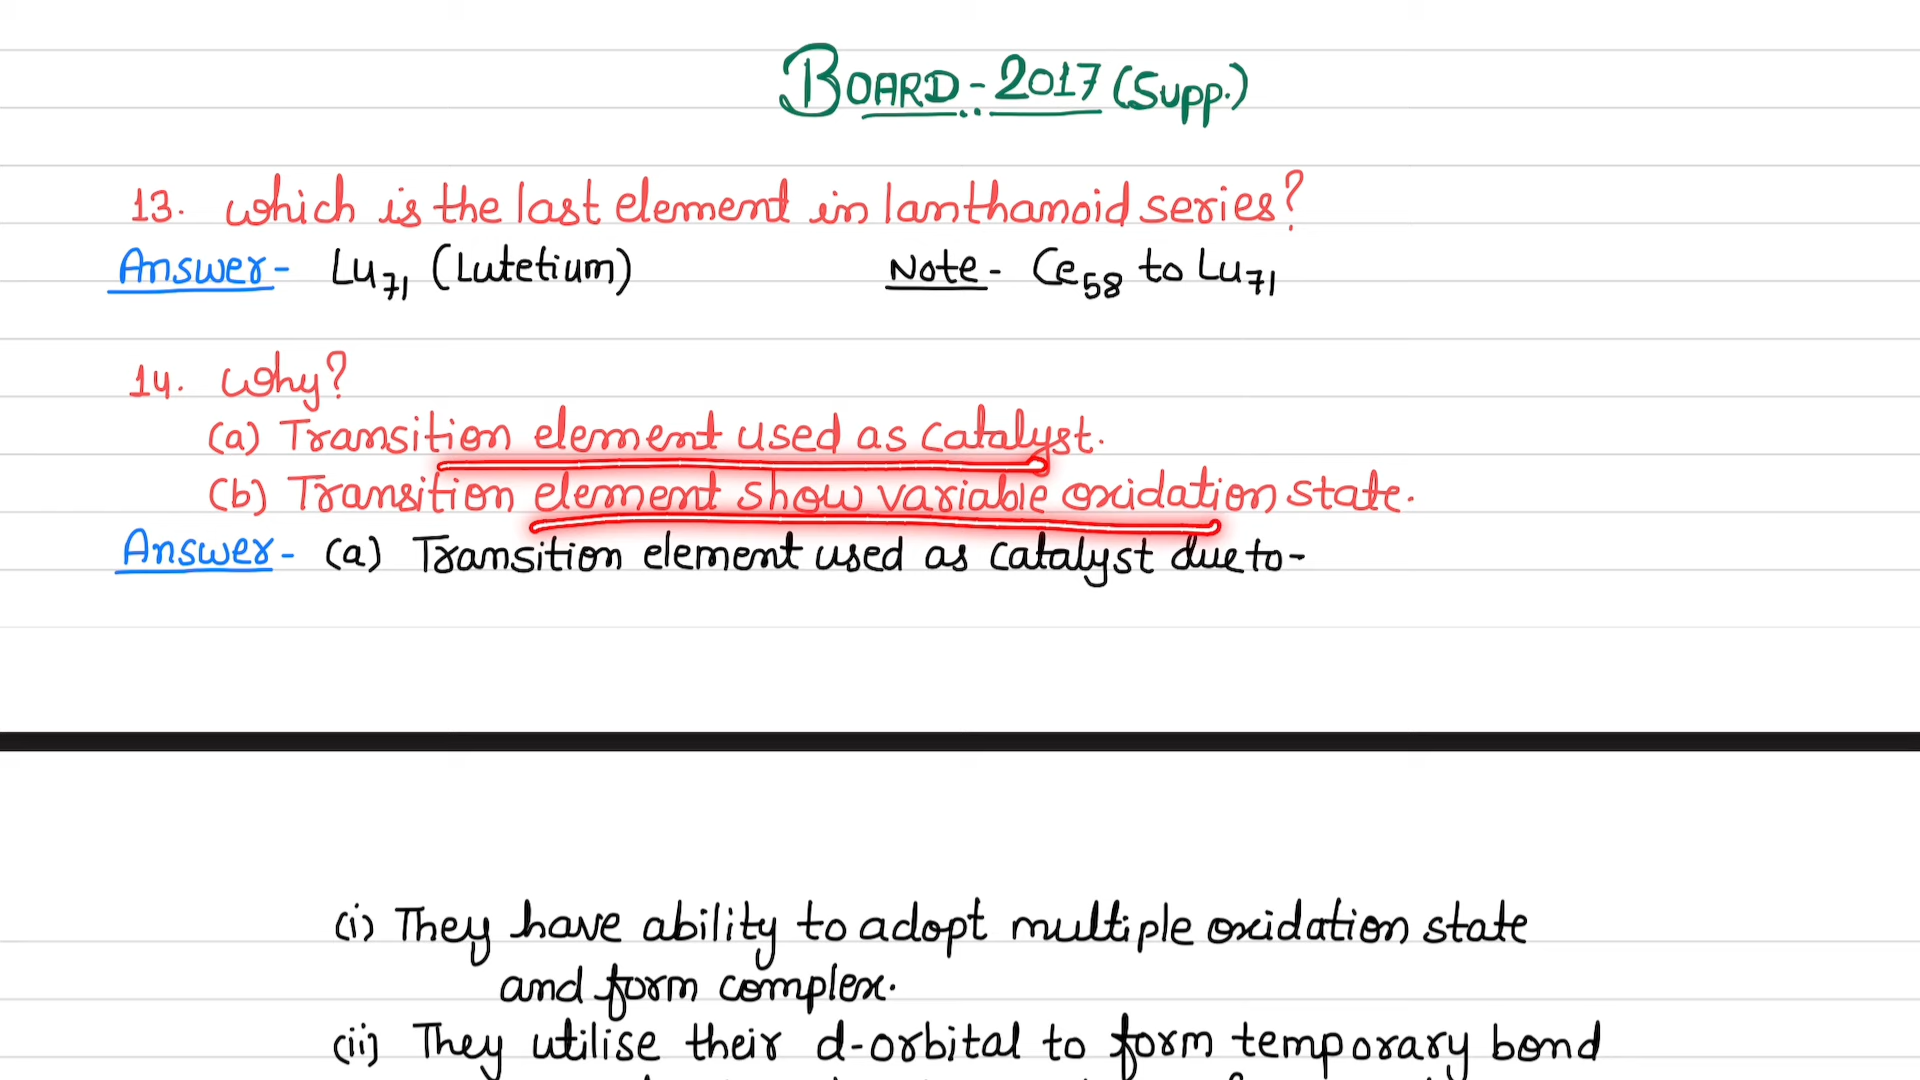 BOARD:-2017 (Supp.)
13. which is the last element in lanthanoid series?
Answer- Lu71 (Lutetium) Note- Ce58 to Lu71
14. why?
(a) Transition element used as catalyst.
(b) Transition element show variable oxidation state.
Answer- (a) Transition element used as catalyst due to-
(i) They have ability to adopt multiple oxidation state
and form complex.
(ii) They utilise their d-orbital to form temporary bond